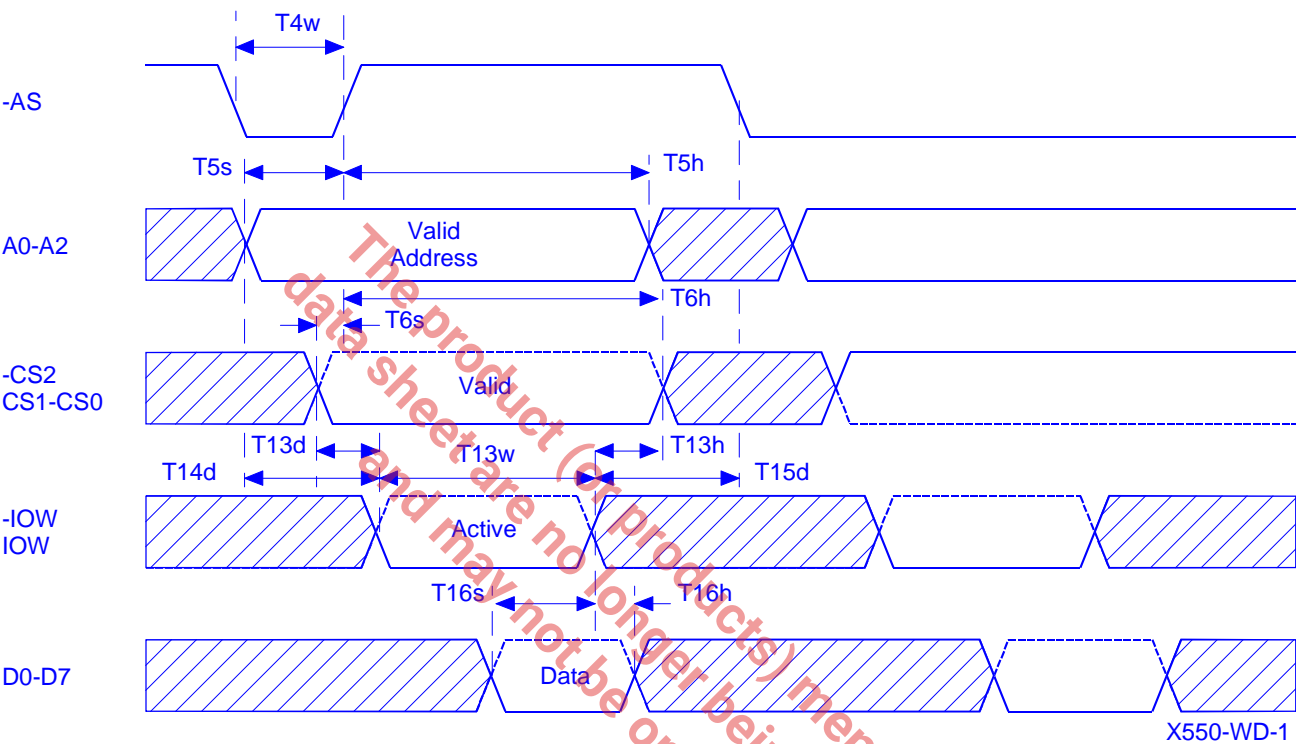 T4w
-AS
T5s
T5h
A0-A2
Valid
Address
T6h
T6s
-CS2
CS1-CS0
Valid
T13d
T13w
T13h
T14d
T15d
-IOW
IOW
Active
T16s
T16h
D0-D7
Data
X550-WD-1
The product (or products)
data sheet are no longer
and may not be